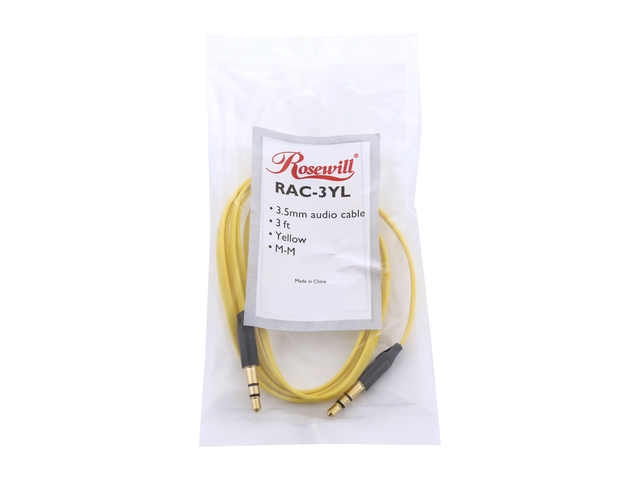 Rosewill®
RAC-3YL
• 3.5mm audio cable
• 3 ft
• Yellow
• M-M
Made in China